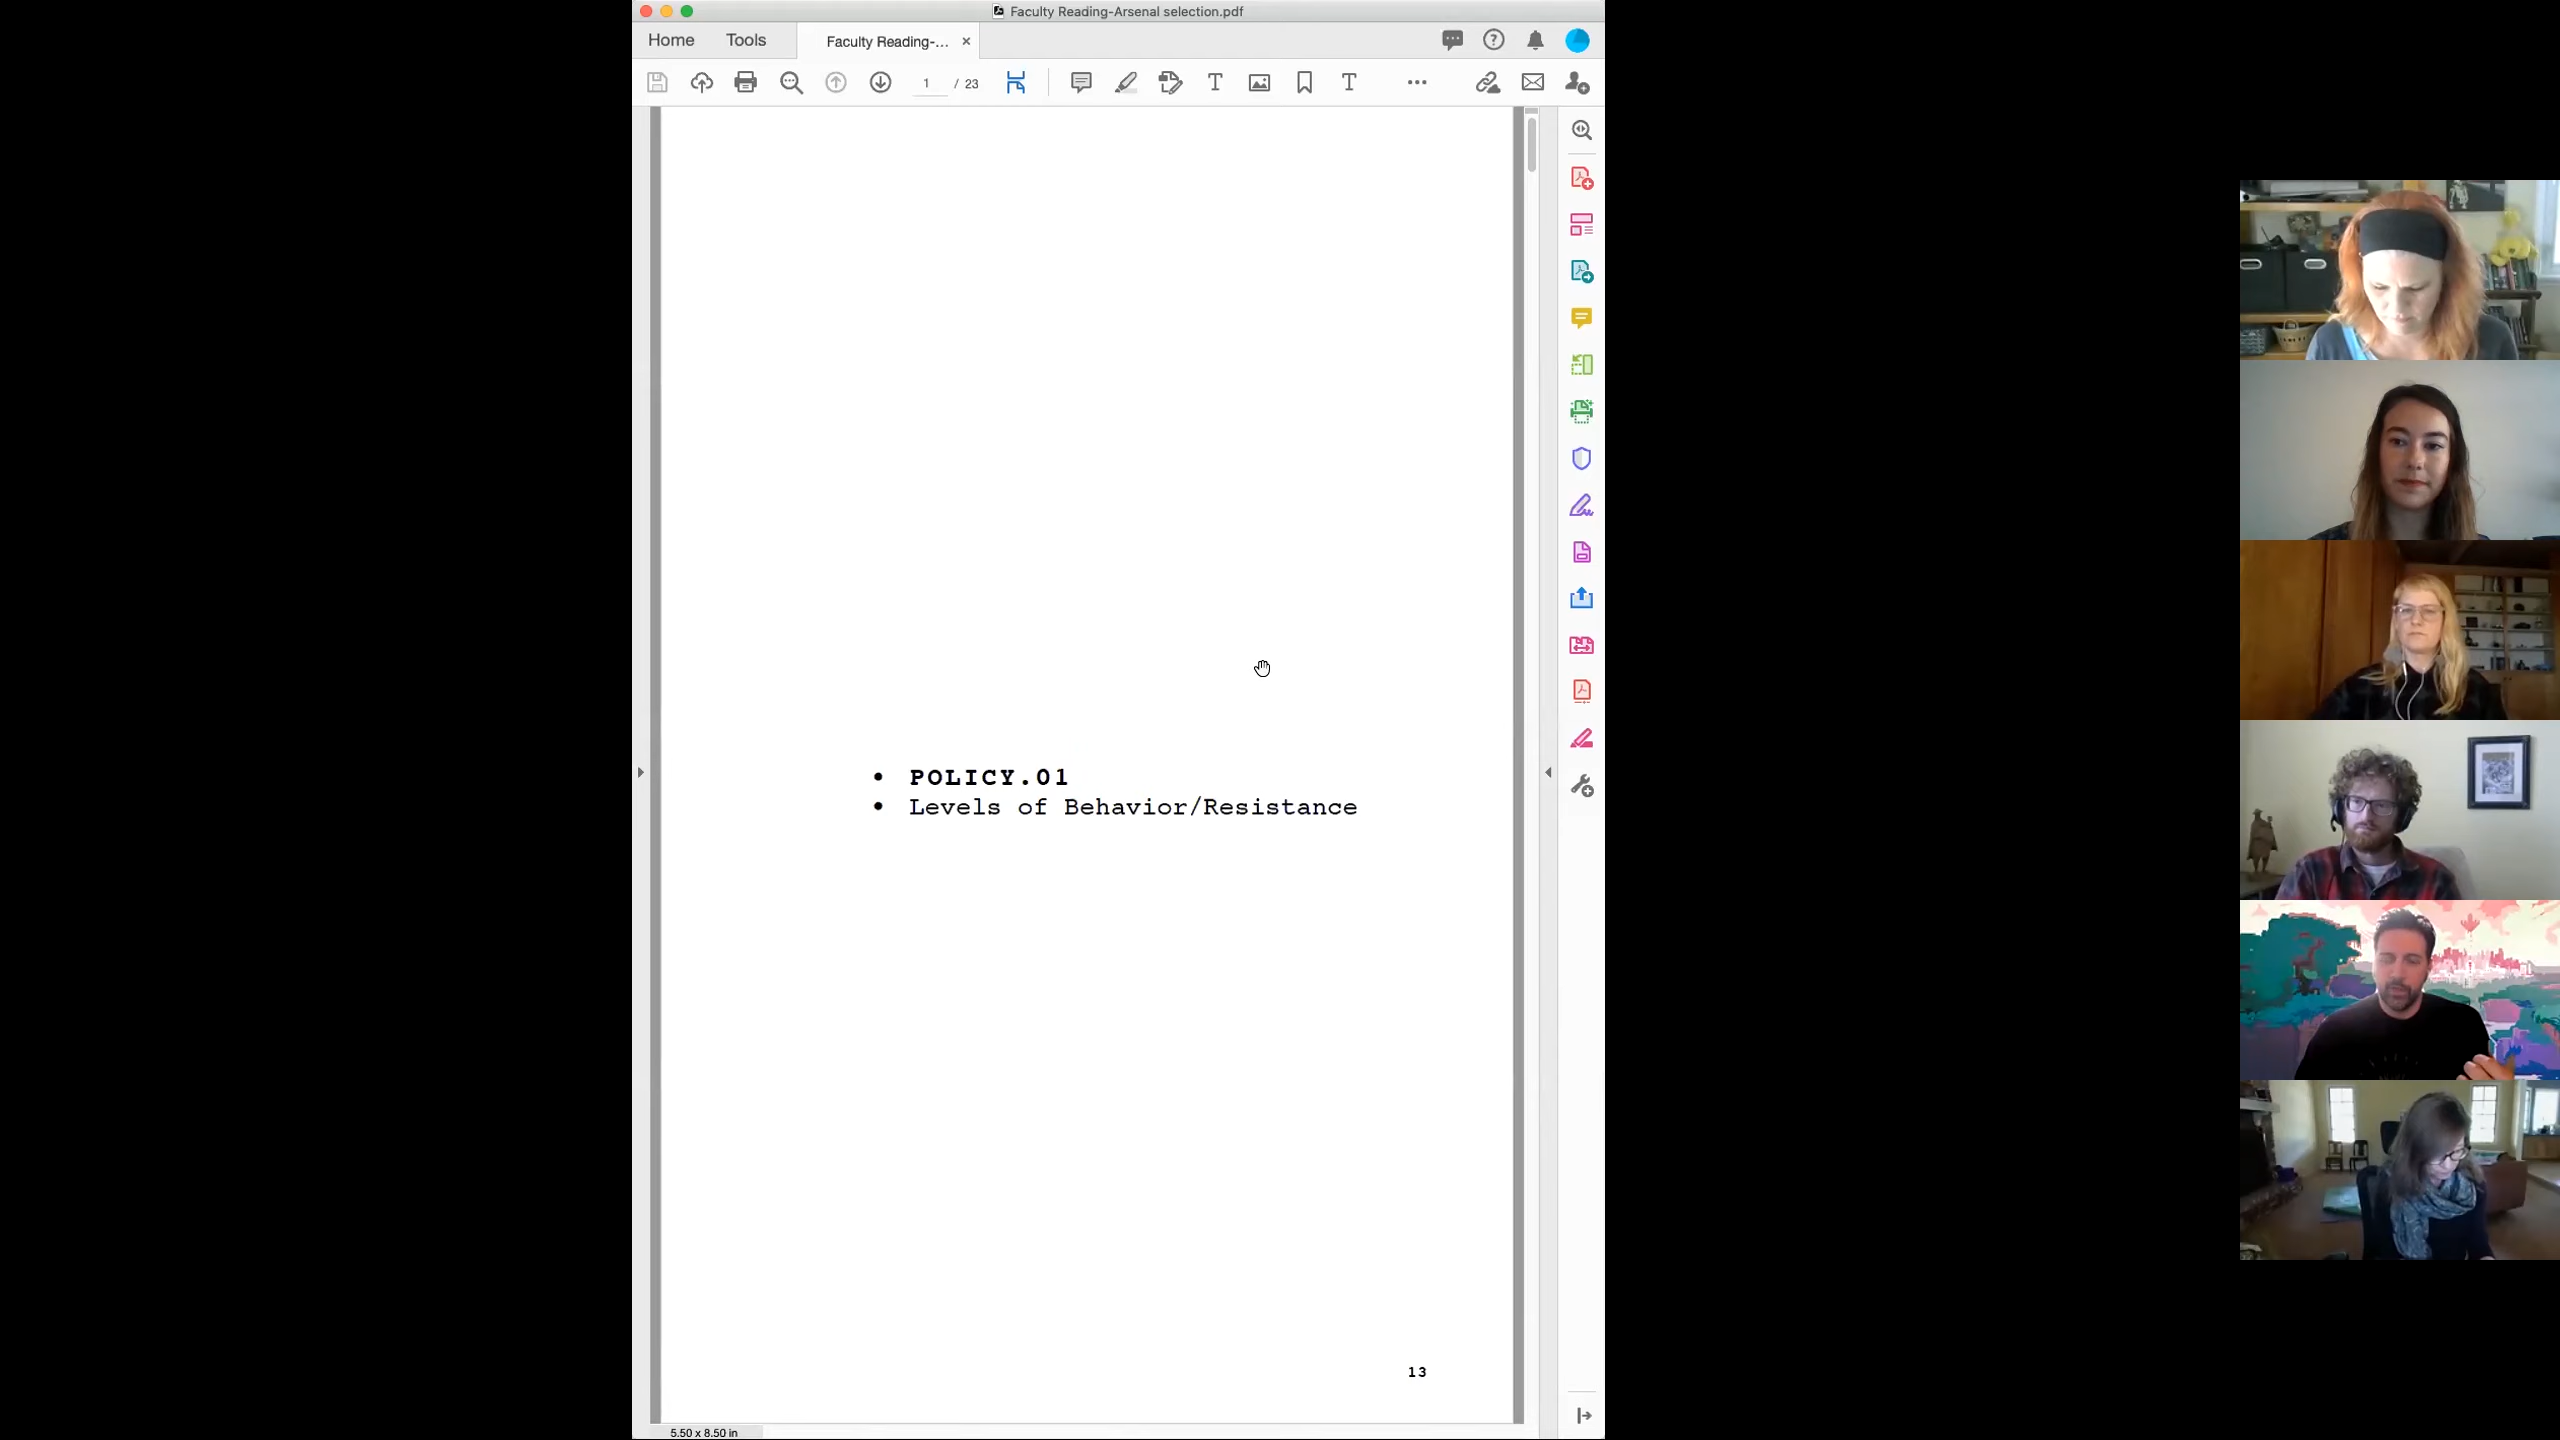 Faculty Reading-Arsenal selection.pdf
Home
Tools
Faculty Reading-...
1 / 23
• POLICY.01
• Levels of Behavior/Resistance
13
5.50 x 8.50 in